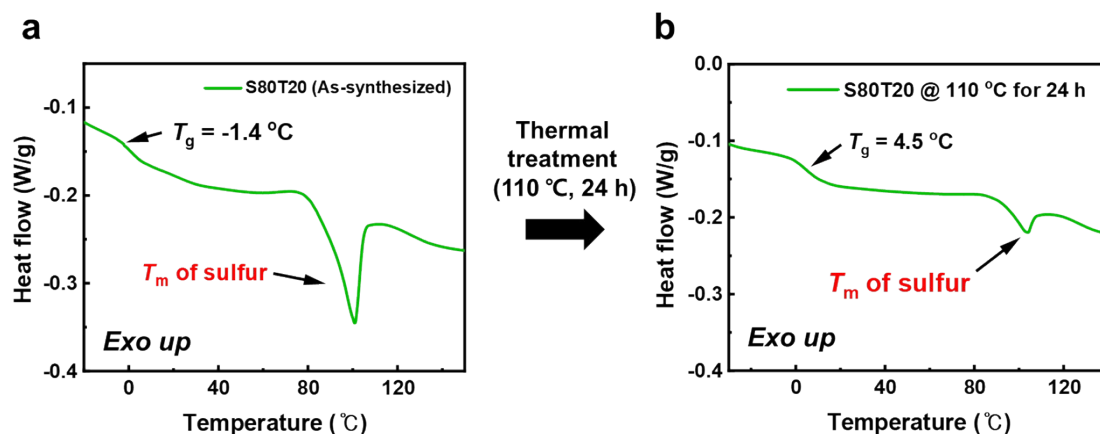 a
S80T20 (As-synthesized)
Tg = -1.4 °C
Tm of sulfur
Exo up
Heat flow (W/g)
-0.1
-0.2
-0.3
-0.4
0
40
80
120
Temperature (℃)
Thermal
treatment
(110 ℃, 24 h)
b
S80T20 @ 110 °C for 24 h
Tg = 4.5 °C
Tm of sulfur
Exo up
Heat flow (W/g)
0.0
-0.1
-0.2
-0.3
-0.4
0
40
80
120
Temperature (℃)